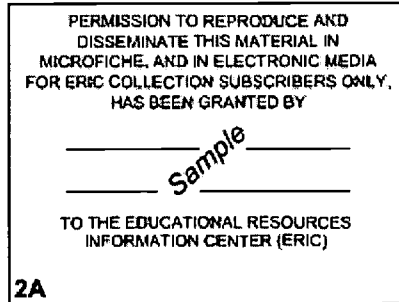 PERMISSION TO REPRODUCE AND
DISSEMINATE THIS MATERIAL IN
MICROFICHE, AND IN ELECTRONIC MEDIA
FOR ERIC COLLECTION SUBSCRIBERS ONLY,
HAS BEEN GRANTED BY
Sample
TO THE EDUCATIONAL RESOURCES
INFORMATION CENTER (ERIC)
2A